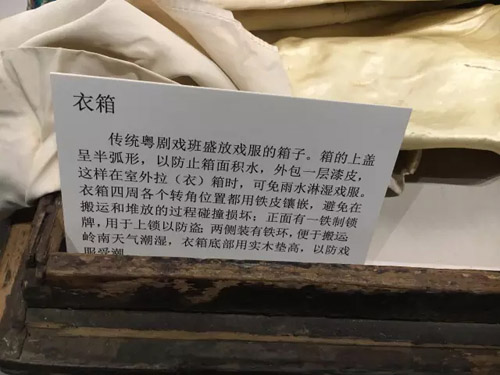 衣箱
传统粤剧戏班盛放戏服的箱子。箱的上盖
呈半弧形，以防止箱面积水，外包一层漆皮，
这样在室外拉（衣）箱时，可免雨水淋湿戏服。
衣箱四周各个转角位置都用铁皮镶嵌，避免在
搬运和堆放的过程碰撞损坏；正面有一铁制锁
牌，用于上锁以防盗；两侧装有铁环，便于搬运
岭南天气潮湿，衣箱底部用实木垫高，以防戏
服受潮